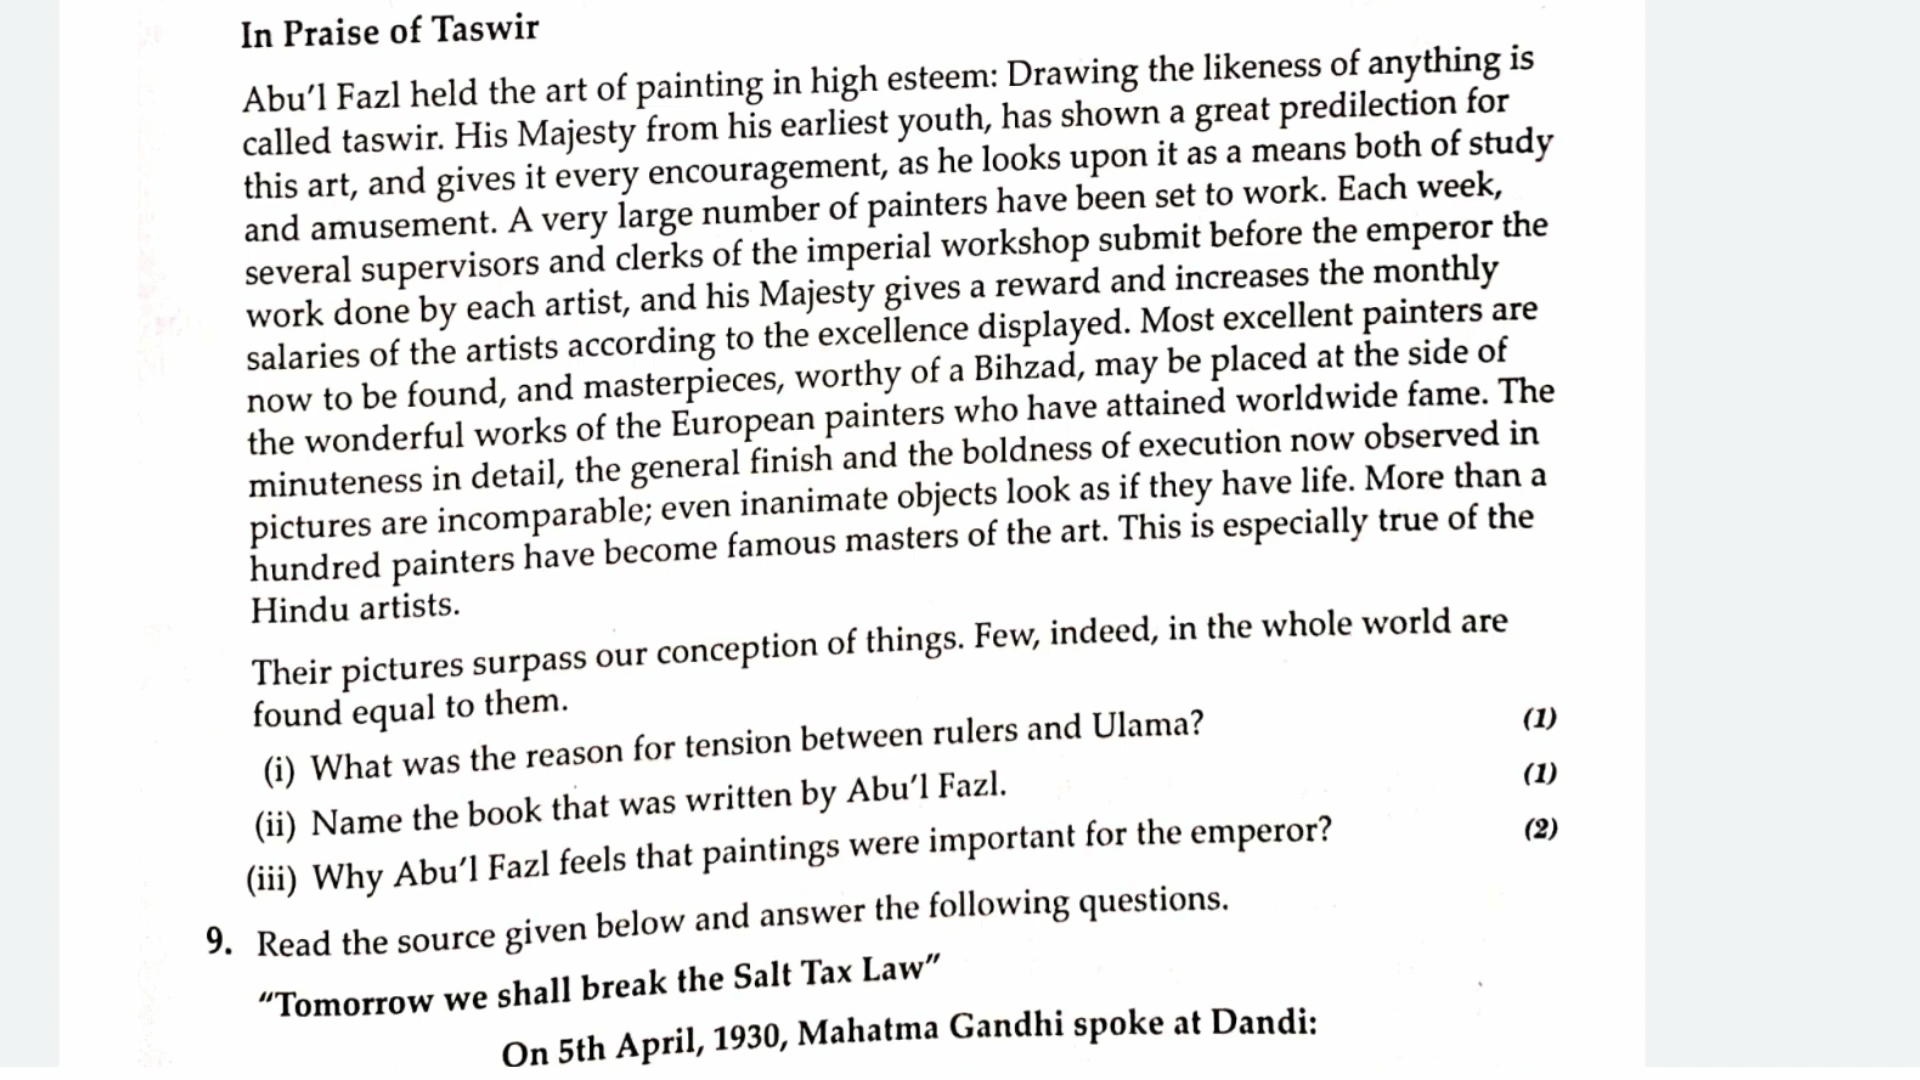 In Praise of Taswir
Abu'l Fazl held the art of painting in high esteem: Drawing the likeness of anything is
called taswir. His Majesty from his earliest youth, has shown a great predilection for
this art, and gives it every encouragement, as he looks upon it as a means both of study
and amusement. A very large number of painters have been set to work. Each week,
several supervisors and clerks of the imperial workshop submit before the emperor the
work done by each artist, and his Majesty gives a reward and increases the monthly
salaries of the artists according to the excellence displayed. Most excellent painters are
now to be found, and masterpieces, worthy of a Bihzad, may be placed at the side of
the wonderful works of the European painters who have attained worldwide fame. The
minuteness in detail, the general finish and the boldness of execution now observed in
pictures are incomparable; even inanimate objects look as if they have life. More than a
hundred painters have become famous masters of the art. This is especially true of the
Hindu artists.
Their pictures surpass our conception of things. Few, indeed, in the whole world are
found equal to them.
(i) What was the reason for tension between rulers and Ulama? (1)
(ii) Name the book that was written by Abu'l Fazl. (1)
(iii) Why Abu'l Fazl feels that paintings were important for the emperor? (2)
9. Read the source given below and answer the following questions.
"Tomorrow we shall break the Salt Tax Law"
On 5th April, 1930, Mahatma Gandhi spoke at Dandi: